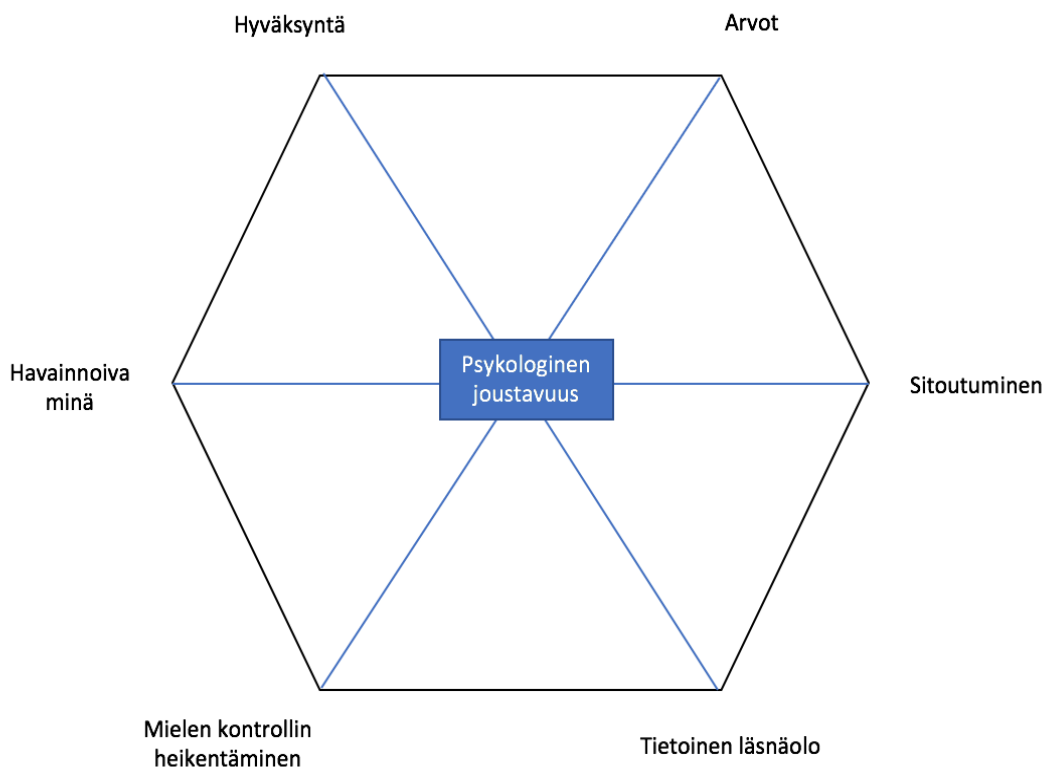 Hyväksyntä
Arvot
Havainnoiva
minä
Psykologinen
joustavuus
Sitoutuminen
Mielen kontrollin
heikentäminen
Tietoinen läsnäolo